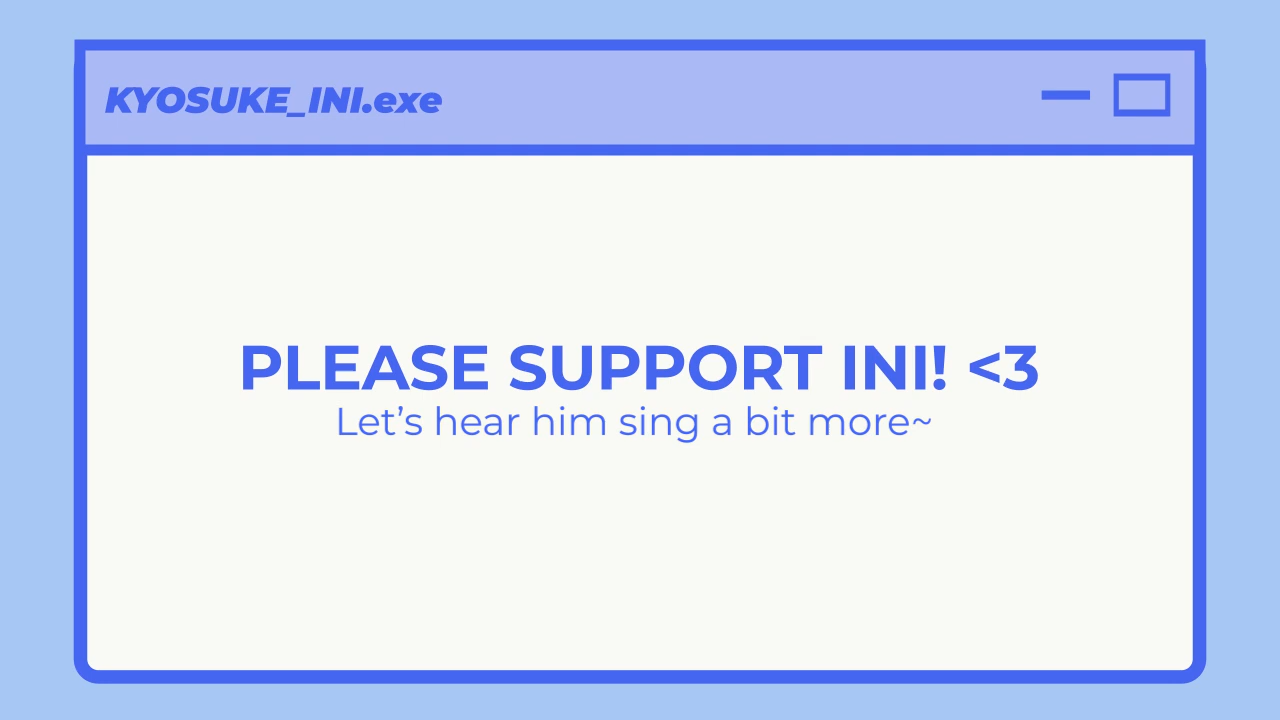 KYOSUKE_INI.exe
PLEASE SUPPORT INI! <3
Let’s hear him sing a bit more~